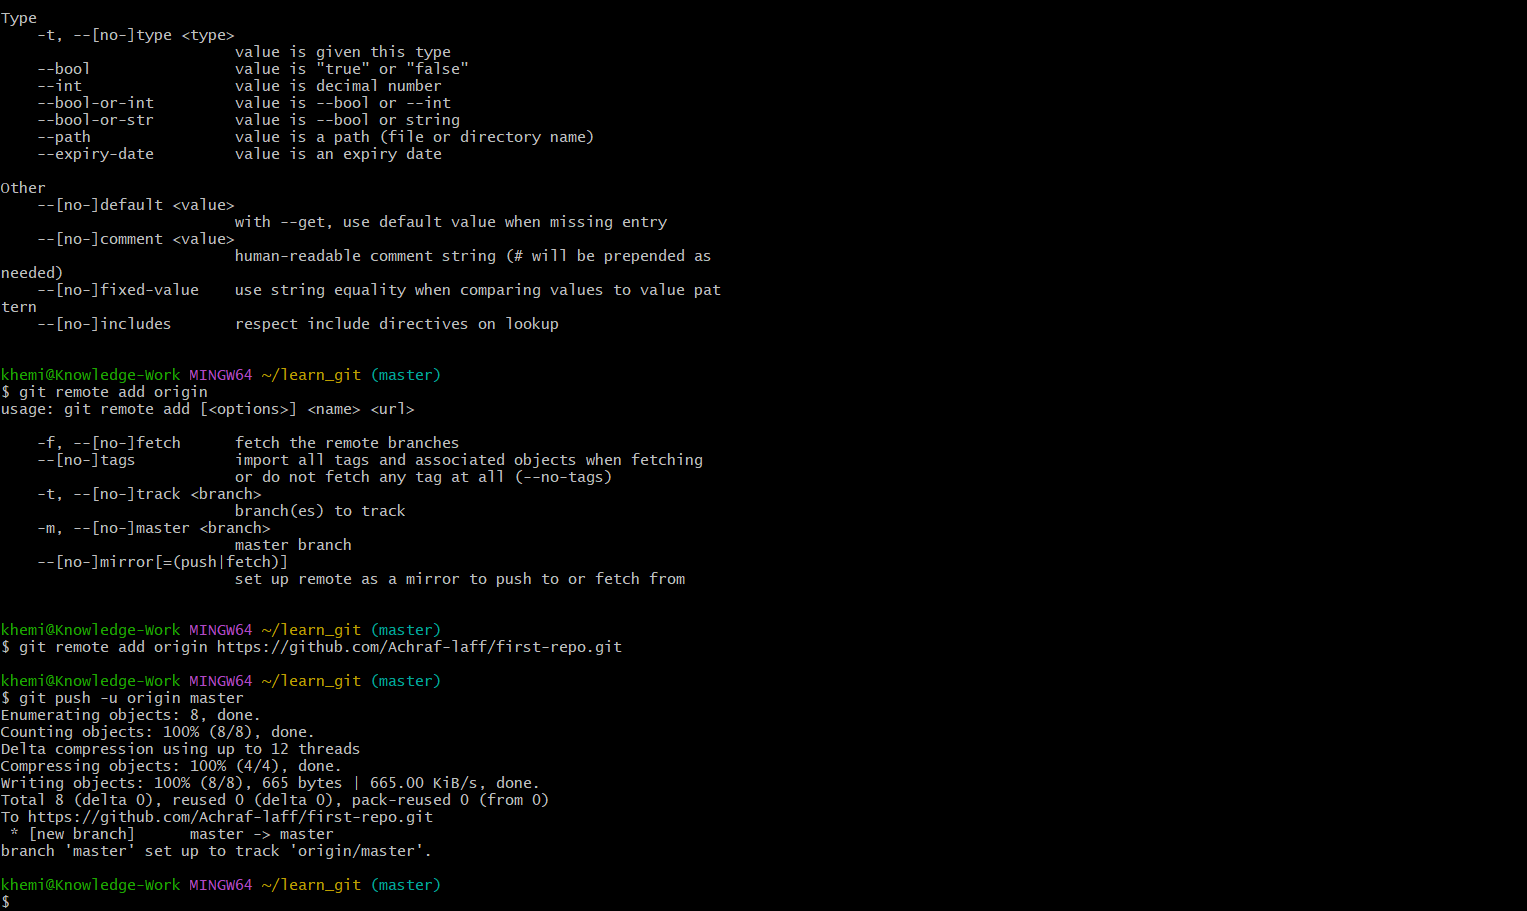 Type
    -t, --[no-]type <type>
                          value is given this type
    --bool                value is "true" or "false"
    --int                 value is decimal number
    --bool-or-int         value is --bool or --int
    --bool-or-str         value is --bool or string
    --path                value is a path (file or directory name)
    --expiry-date         value is an expiry date

Other
    --[no-]default <value>
                          with --get, use default value when missing entry
    --[no-]comment <value>
                          human-readable comment string (# will be prepended as
needed)
    --[no-]fixed-value    use string equality when comparing values to value pat
tern
    --[no-]includes       respect include directives on lookup

khemi@Knowledge-Work MINGW64 ~/learn_git (master)
$ git remote add origin
usage: git remote add [<options>] <name> <url>

    -f, --[no-]fetch      fetch the remote branches
    --[no-]tags           import all tags and associated objects when fetching
                          or do not fetch any tag at all (--no-tags)
    -t, --[no-]track <branch>
                          branch(es) to track
    -m, --[no-]master <branch>
                          master branch
    --[no-]mirror[=(push|fetch)]
                          set up remote as a mirror to push to or fetch from

khemi@Knowledge-Work MINGW64 ~/learn_git (master)
$ git remote add origin https://github.com/Achraf-laff/first-repo.git

khemi@Knowledge-Work MINGW64 ~/learn_git (master)
$ git push -u origin master
Enumerating objects: 8, done.
Counting objects: 100% (8/8), done.
Delta compression using up to 12 threads
Compressing objects: 100% (4/4), done.
Writing objects: 100% (8/8), 665 bytes | 665.00 KiB/s, done.
Total 8 (delta 0), reused 0 (delta 0), pack-reused 0 (from 0)
To https://github.com/Achraf-laff/first-repo.git
 * [new branch]      master -> master
branch 'master' set up to track 'origin/master'.

khemi@Knowledge-Work MINGW64 ~/learn_git (master)
$